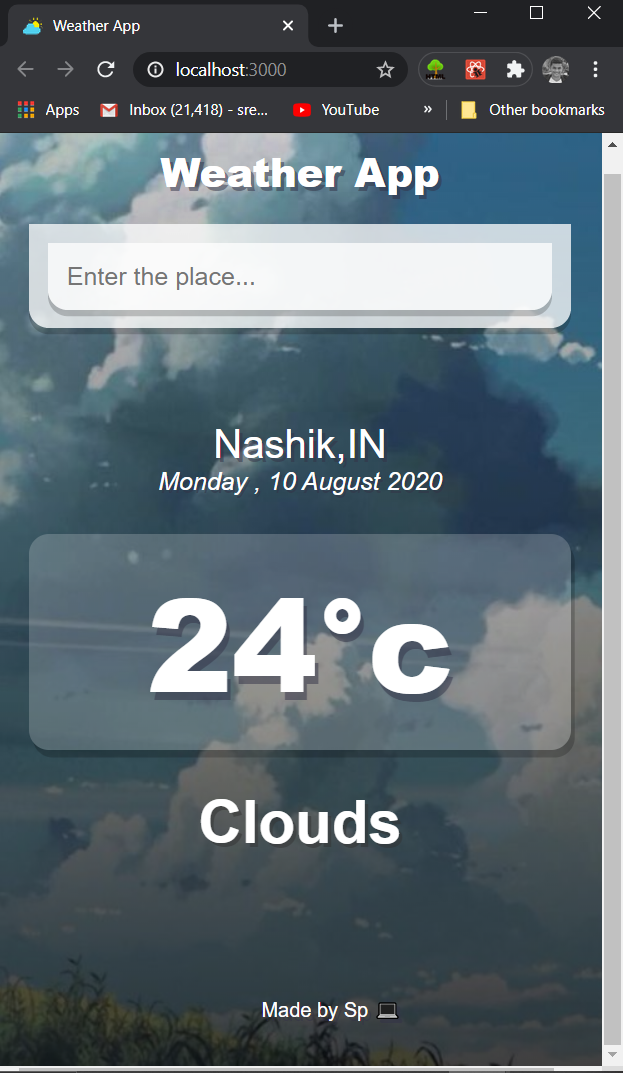 Weather App
localhost:3000
Apps
Inbox (21,418) - sre...
YouTube
»
Other bookmarks
Weather App
Enter the place...
Nashik,IN
Monday , 10 August 2020
24°c
Clouds
Made by Sp 💻